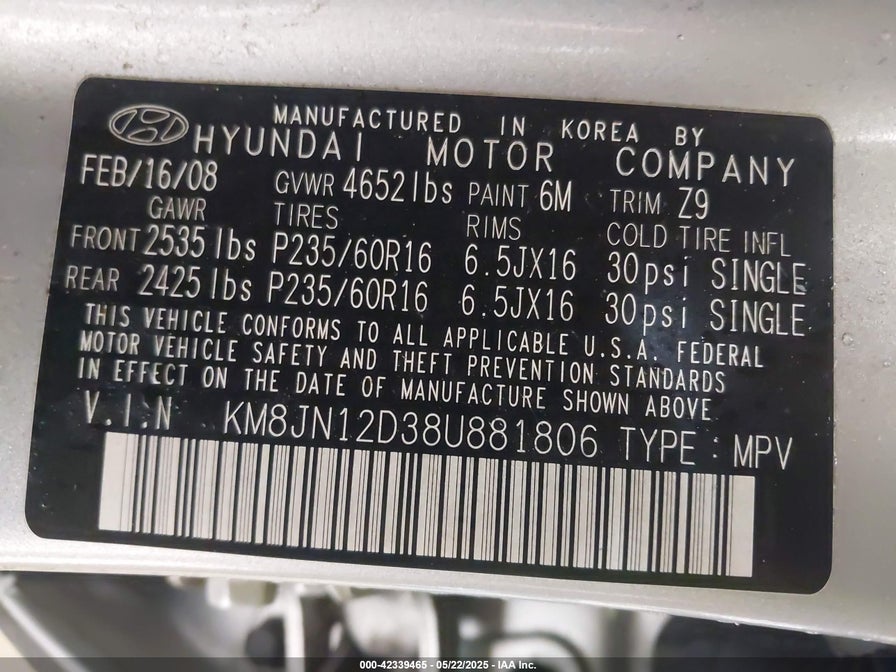 MANUFACTURED IN KOREA BY
HYUNDAI MOTOR COMPANY
FEB/16/08 GVWR 4652lbs PAINT 6M TRIM Z9
GAWR TIRES RIMS COLD TIRE INFL
FRONT 2535lbs P235/60R16 6.5JX16 30psi SINGLE
REAR 2425lbs P235/60R16 6.5JX16 30psi SINGLE
THIS VEHICLE CONFORMS TO ALL APPLICABLE U.S.A. FEDERAL
MOTOR VEHICLE SAFETY AND THEFT PREVENTION STANDARDS
IN EFFECT ON THE DATE OF MANUFACTURE SHOWN ABOVE
V.I.N KM8JN12D38U881806 TYPE : MPV
000-42339465 - 05/22/2025 - IAA Inc.